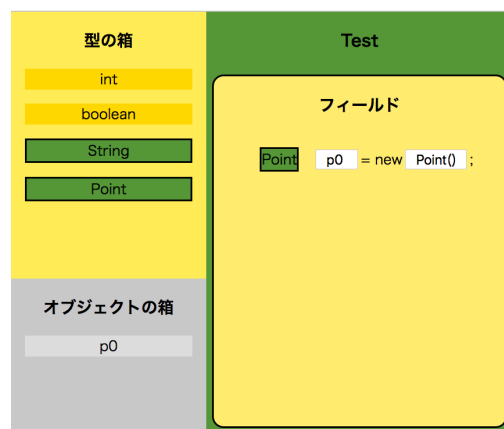 型の箱
int
boolean
String
Point
オブジェクトの箱
p0
Test
フィールド
Point p0 = new Point() ;